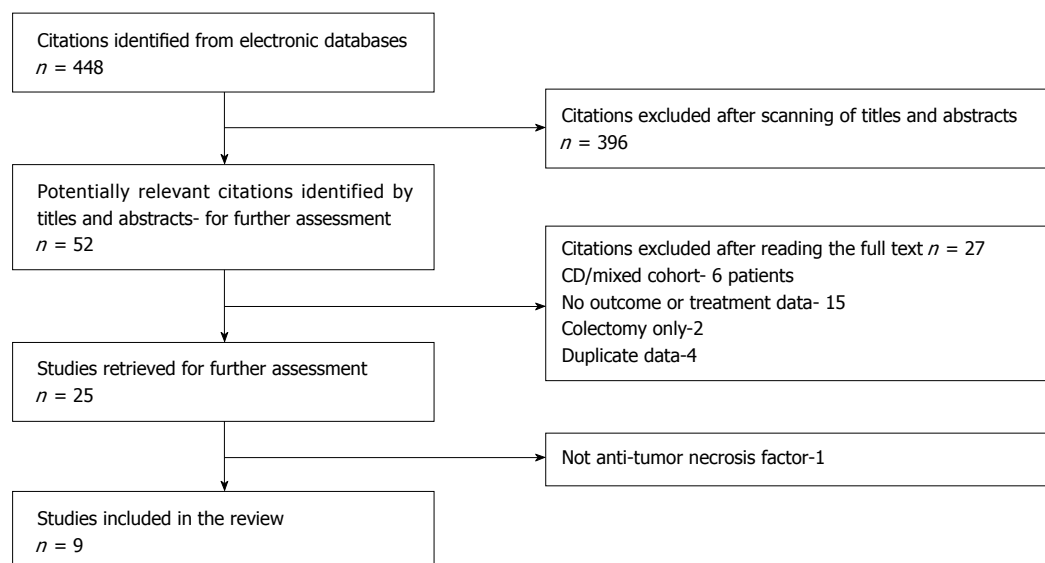 Citations identified from electronic databases
n = 448
Citations excluded after scanning of titles and abstracts
n = 396
Potentially relevant citations identified by
titles and abstracts- for further assessment
n = 52
Citations excluded after reading the full text n = 27
CD/mixed cohort- 6 patients
No outcome or treatment data- 15
Colectomy only-2
Duplicate data-4
Studies retrieved for further assessment
n = 25
Not anti-tumor necrosis factor-1
Studies included in the review
n = 9